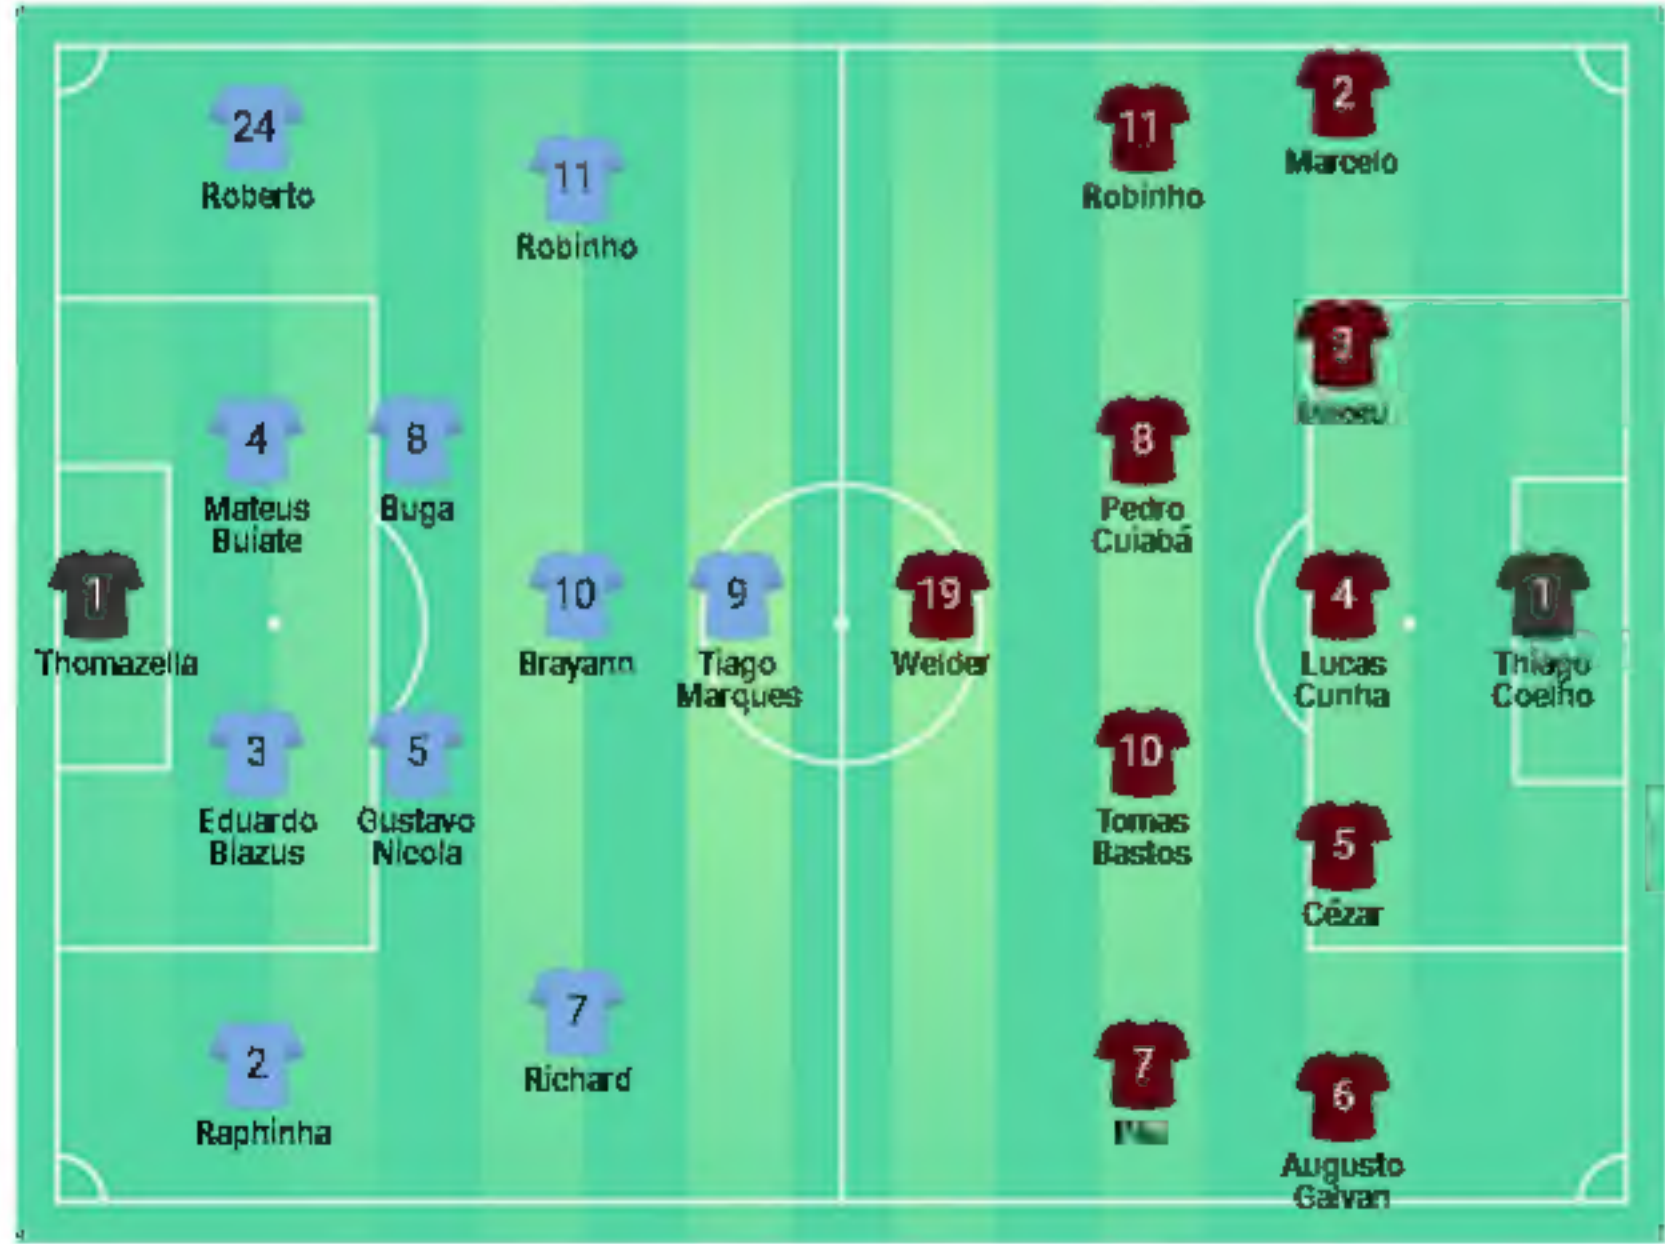 24
Roberto
11
Robinho
4
Mateus
Buiate
8
Buga
1
Thomazella
10
Brayann
9
Tiago
Marques
3
Eduardo
Blazus
5
Gustavo
Nicola
7
Richard
2
Raphinha
11
Robinho
2
Marcelo
3
8
Pedro
Cuiabá
19
Welder
4
Lucas
Cunha
1
Thiago
Coelho
10
Tomas
Bastos
5
Cézar
7
6
Augusto
Galvan